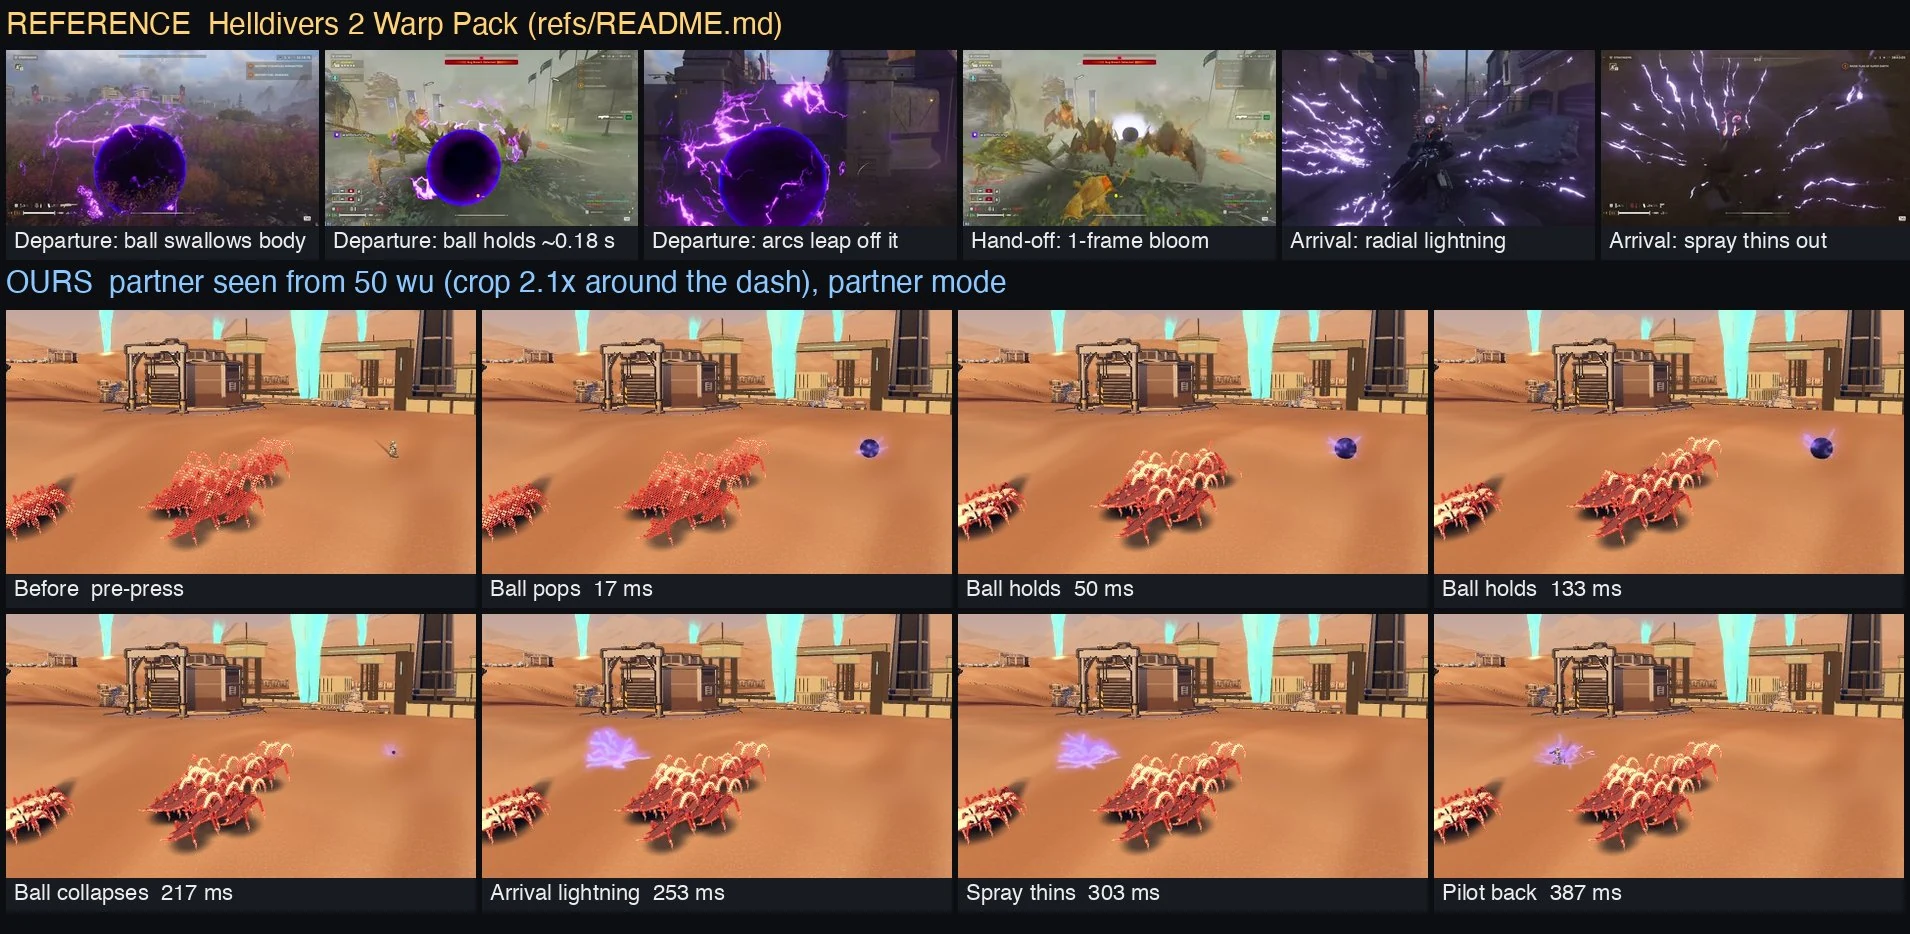 REFERENCE  Helldivers 2 Warp Pack (refs/README.md)
Departure: ball swallows body
Departure: ball holds ~0.18 s
Departure: arcs leap off it
Hand-off: 1-frame bloom
Arrival: radial lightning
Arrival: spray thins out
OURS  partner seen from 50 wu (crop 2.1x around the dash), partner mode
Before  pre-press
Ball pops  17 ms
Ball holds  50 ms
Ball holds  133 ms
Ball collapses  217 ms
Arrival lightning  253 ms
Spray thins  303 ms
Pilot back  387 ms